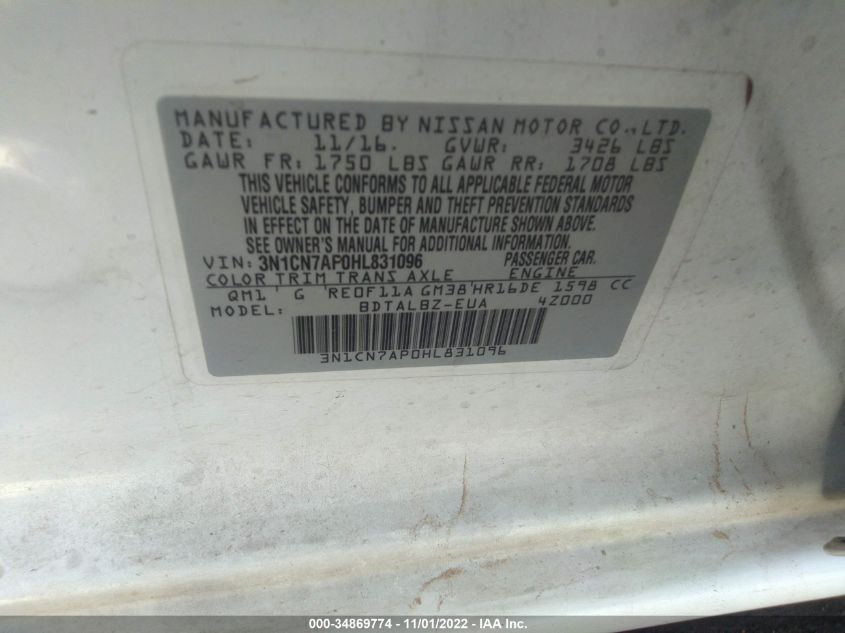 MANUFACTURED BY NISSAN MOTOR CO.,LTD.
DATE: 11/16. GVWR: 3426 LBS
GAWR FR: 1750 LBS GAWR RR: 1708 LBS
THIS VEHICLE CONFORMS TO ALL APPLICABLE FEDERAL MOTOR
VEHICLE SAFETY, BUMPER AND THEFT PREVENTION STANDARDS
IN EFFECT ON THE DATE OF MANUFACTURE SHOWN ABOVE.
SEE OWNER'S MANUAL FOR ADDITIONAL INFORMATION
VIN: 3N1CN7AP0HL831096 PASSENGER CAR.
COLOR TRIM TRANS AXLE ENGINE
QM1 ' G 'RE0F11A GM38'HR16DE 1598 CC
MODEL: BDTALBZ-EUA 4Z000
3N1CN7AP0HL831096
000-34869774 - 11/01/2022 - IAA Inc.